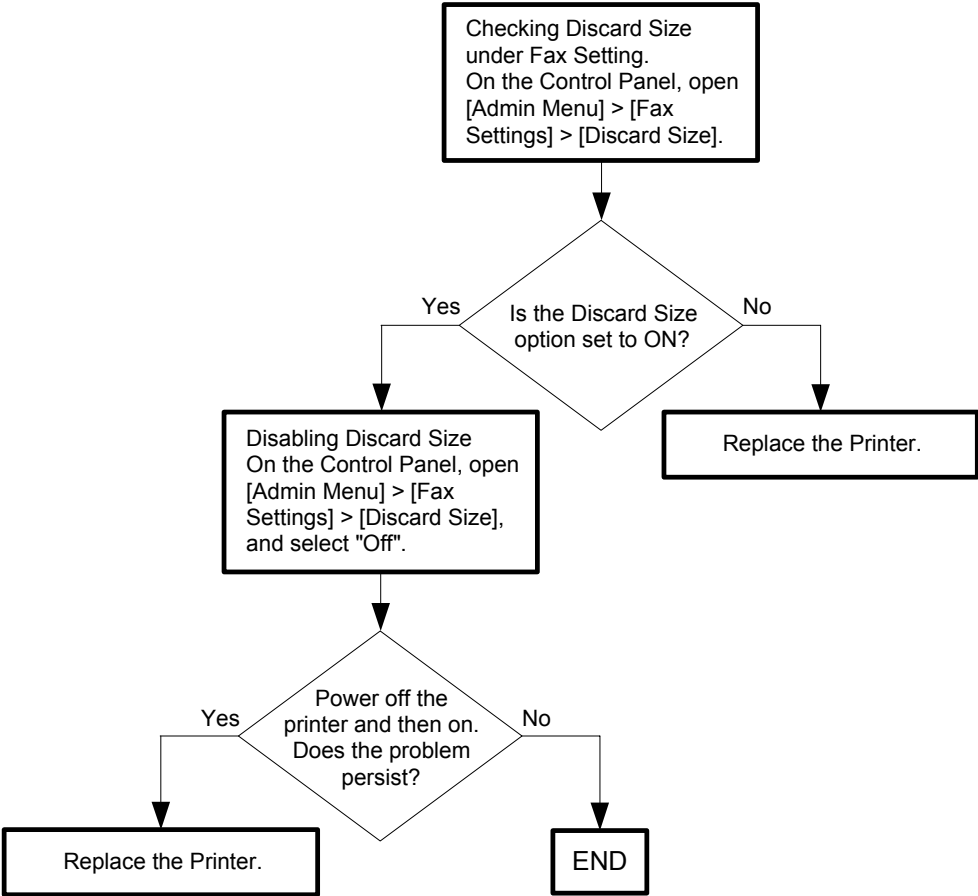 Checking Discard Size
under Fax Setting.
On the Control Panel, open
[Admin Menu] > [Fax
Settings] > [Discard Size].
Yes
Is the Discard Size
option set to ON?
No
Disabling Discard Size
On the Control Panel, open
[Admin Menu] > [Fax
Settings] > [Discard Size],
and select "Off".
Replace the Printer.
Yes
Power off the
printer and then on.
Does the problem
persist?
No
Replace the Printer.
END